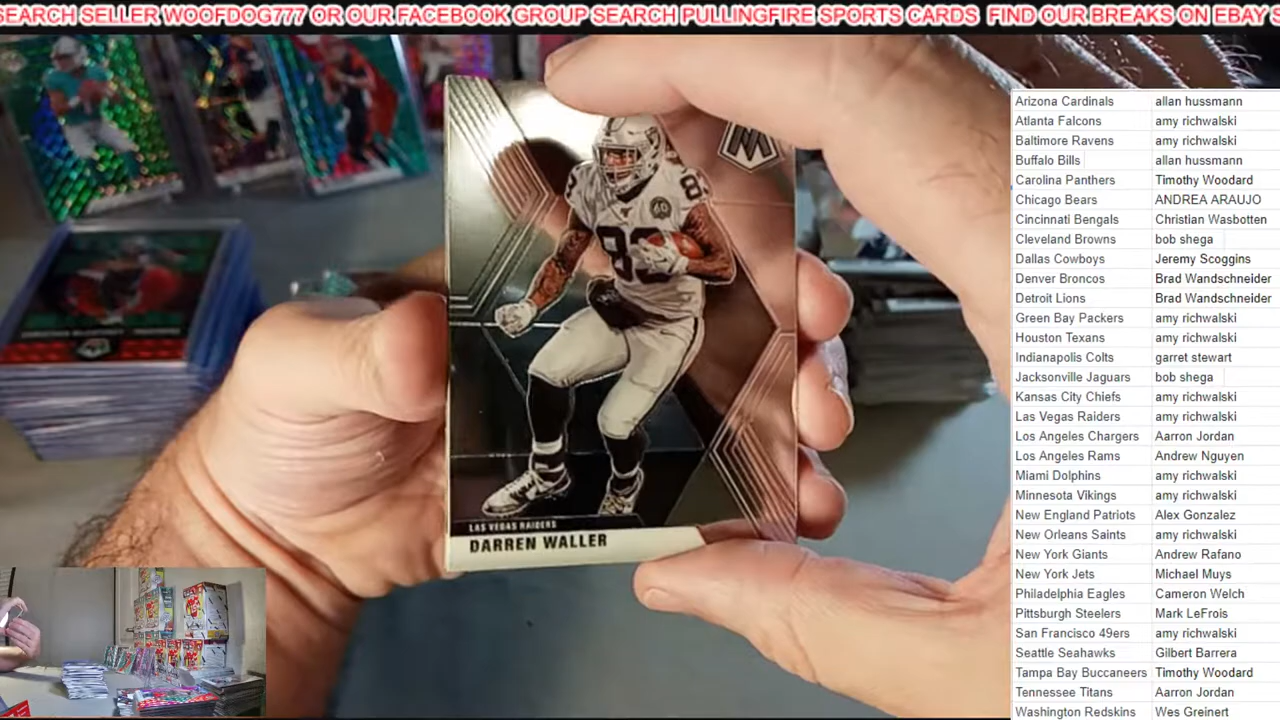 SEARCH SELLER WOOFDOG777 OR OUR FACEBOOK GROUP SEARCH PULLINGFIRE SPORTS CARDS FIND OUR BREAKS ON EBAY
Arizona Cardinals allan hussmann
Atlanta Falcons amy richwalski
Baltimore Ravens amy richwalski
Buffalo Bills allan hussmann
Carolina Panthers Timothy Woodard
Chicago Bears ANDREA ARAUJO
Cincinnati Bengals Christian Wasbotten
Cleveland Browns bob shega
Dallas Cowboys Jeremy Scoggins
Denver Broncos Brad Wandschneider
Detroit Lions Brad Wandschneider
Green Bay Packers amy richwalski
Houston Texans amy richwalski
Indianapolis Colts garret stewart
Jacksonville Jaguars bob shega
Kansas City Chiefs amy richwalski
Las Vegas Raiders amy richwalski
Los Angeles Chargers Aarron Jordan
Los Angeles Rams Andrew Nguyen
Miami Dolphins amy richwalski
Minnesota Vikings amy richwalski
New England Patriots Alex Gonzalez
New Orleans Saints amy richwalski
New York Giants Andrew Rafano
New York Jets Michael Muys
Philadelphia Eagles Cameron Welch
Pittsburgh Steelers Mark LeFrois
San Francisco 49ers amy richwalski
Seattle Seahawks Gilbert Barrera
Tampa Bay Buccaneers Timothy Woodard
Tennessee Titans Aarron Jordan
Washington Redskins Wes Greinert
M
83
LAS VEGAS RAIDERS
DARREN WALLER